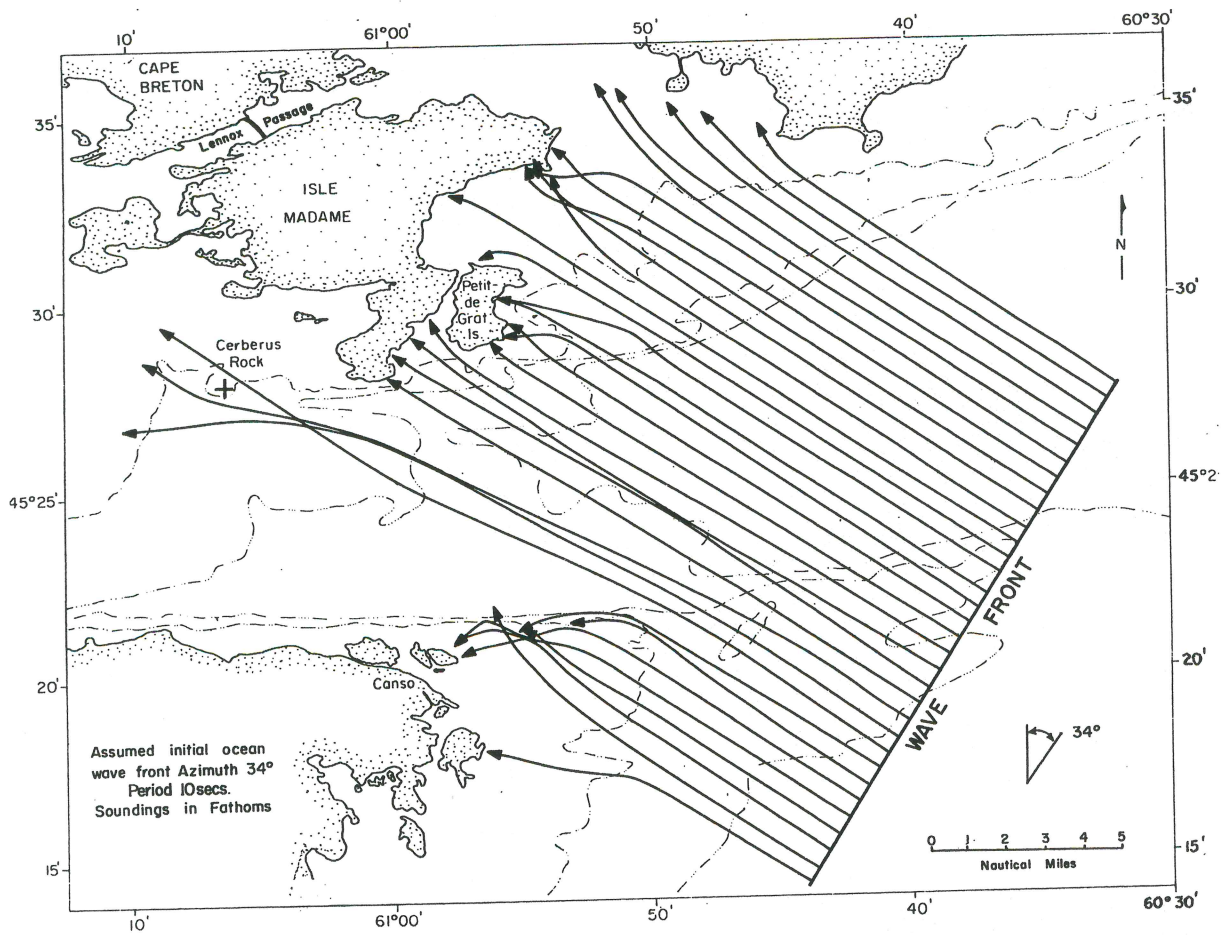 10'
61°00'
50'
40'
60°30'
CAPE
BRETON
35'
Lennox Passage
35'
ISLE
MADAME
N
30'
Petit
de
Grat
Is.
30'
Cerberus
Rock
45°25'
45°2
FRONT
WAVE
20'
Canso
20'
34°
Assumed initial ocean
wave front Azimuth 34°
Period 10secs.
Soundings in Fathoms
0 1 2 3 4 5
Nautical Miles
15'
15'
10'
61°00'
50'
40'
60°30'